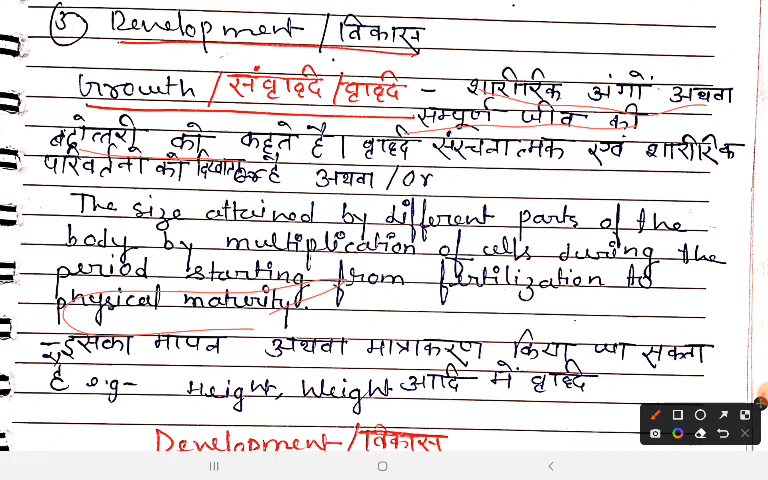 ③ Development/विकास
Growth/संवृद्धि/वृद्धि - शारीरिक अंगों अथवा
सम्पूर्ण जीव की
बढ़ोत्तरी को कहते है। वृद्धि संरचनात्मक एवं शारीरिक
परिवर्तनों को दिखाता है अथवा/Or
The size attained by different parts of the
body by multiplication of cells during the
period starting from fertilization to
physical maturity.
- इसका मापन अथवा मात्राकरण किया जा सकता
है e.g- Height, Weight आदि में वृद्धि
Development/विकास